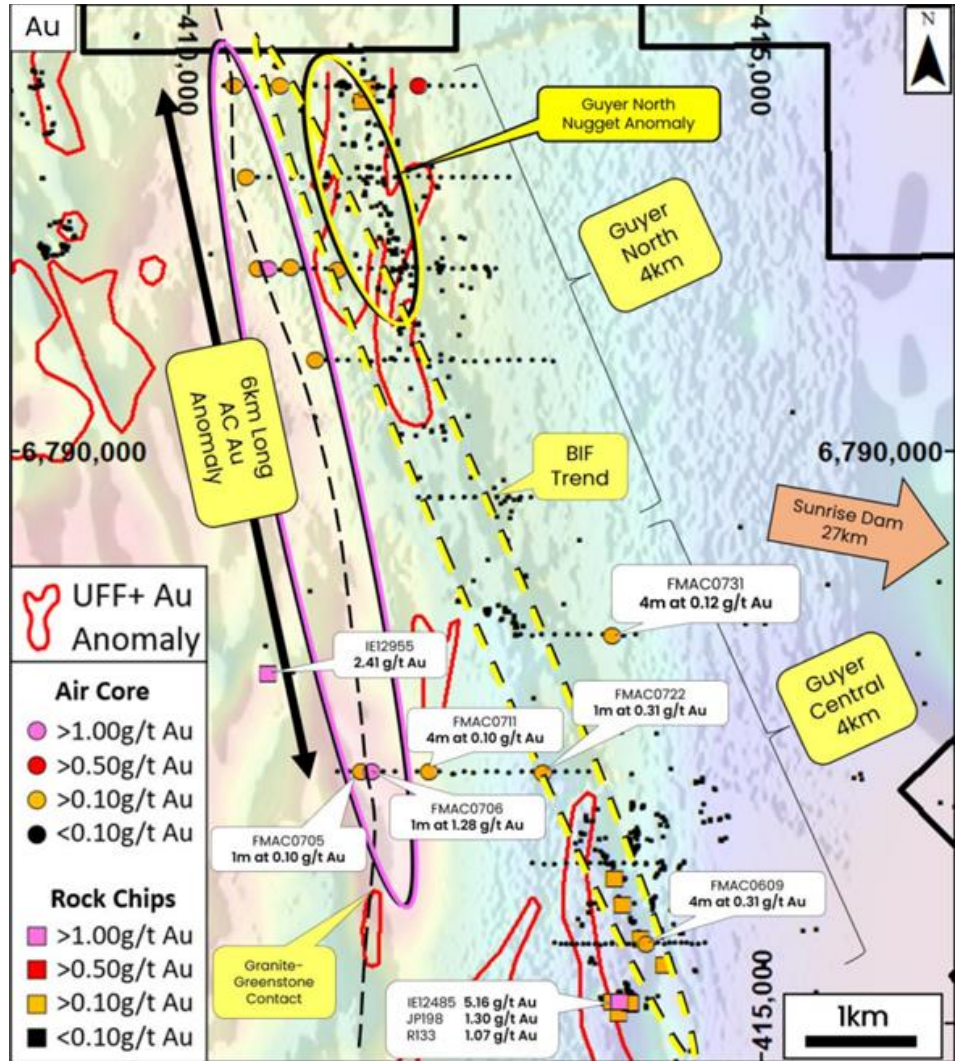 Au
N
410,000
415,000
Guyer North
Nugget Anomaly
Guyer
North
4km
6km Long
AC Au
Anomaly
6,790,000
6,790,000
BIF
Trend
Sunrise Dam
27km
FMAC0731
4m at 0.12 g/t Au
UFF+ Au
Anomaly
IE12955
2.41 g/t Au
Guyer
Central
4km
Air Core
>1.00g/t Au
>0.50g/t Au
>0.10g/t Au
<0.10g/t Au
FMAC0711
4m at 0.10 g/t Au
FMAC0722
1m at 0.31 g/t Au
FMAC0706
1m at 1.28 g/t Au
FMAC0705
1m at 0.10 g/t Au
Rock Chips
>1.00g/t Au
>0.50g/t Au
>0.10g/t Au
<0.10g/t Au
FMAC0609
4m at 0.31 g/t Au
Granite-
Greenstone
Contact
IE12485 5.16 g/t Au
JP198 1.30 g/t Au
R133 1.07 g/t Au
415,000
1km